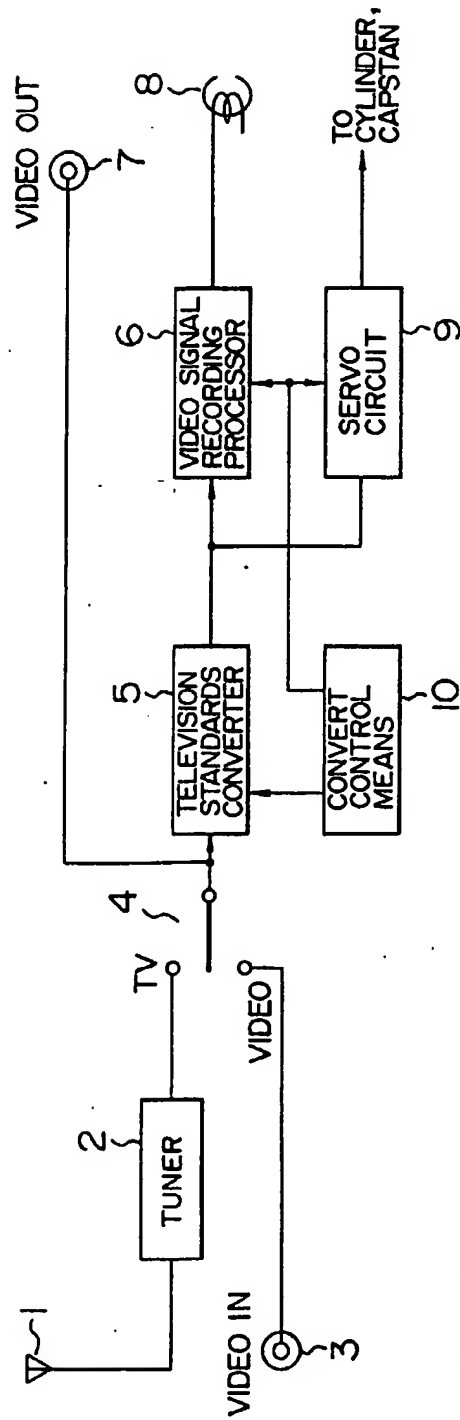 1
2
TUNER
VIDEO IN
3
TV
VIDEO
4
5
TELEVISION
STANDARDS
CONVERTER
CONVERT
CONTROL
MEANS
10
6
VIDEO SIGNAL
RECORDING
PROCESSOR
SERVO
CIRCUIT
9
VIDEO OUT
7
8
TO
CYLINDER,
CAPSTAN